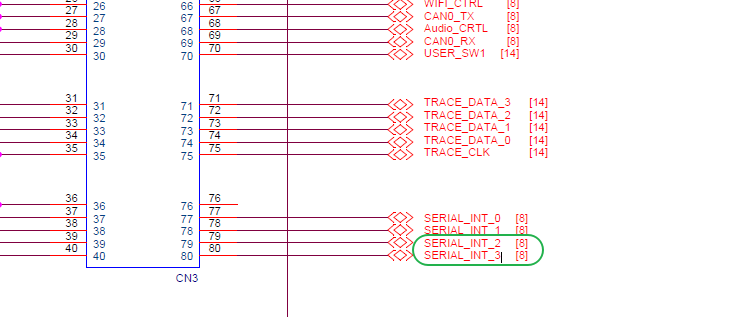 26 66 WIFI_CTRL [8]
27 27 67 67 CAN0_TX [8]
28 28 68 68 Audio_CRTL [8]
29 29 69 69 CAN0_RX [8]
30 30 70 70 USER_SW1 [14]
31 31 71 71 TRACE_DATA_3 [14]
32 32 72 72 TRACE_DATA_2 [14]
33 33 73 73 TRACE_DATA_1 [14]
34 34 74 74 TRACE_DATA_0 [14]
35 35 75 75 TRACE_CLK [14]
36 36 76 76
37 37 77 77 SERIAL_INT_0 [8]
38 38 78 78 SERIAL_INT_1 [8]
39 39 79 79 SERIAL_INT_2 [8]
40 40 80 80 SERIAL_INT_3 [8]
CN3